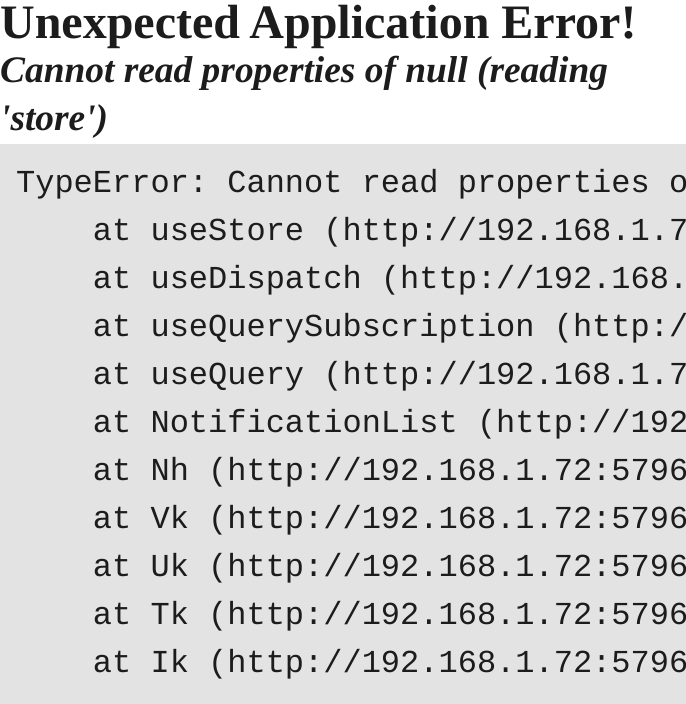 Unexpected Application Error!
Cannot read properties of null (reading
'store')
TypeError: Cannot read properties o
at useStore (http://192.168.1.7
at useDispatch (http://192.168.
at useQuerySubscription (http:/
at useQuery (http://192.168.1.7
at NotificationList (http://192
at Nh (http://192.168.1.72:5796
at Vk (http://192.168.1.72:5796
at Uk (http://192.168.1.72:5796
at Tk (http://192.168.1.72:5796
at Ik (http://192.168.1.72:5796